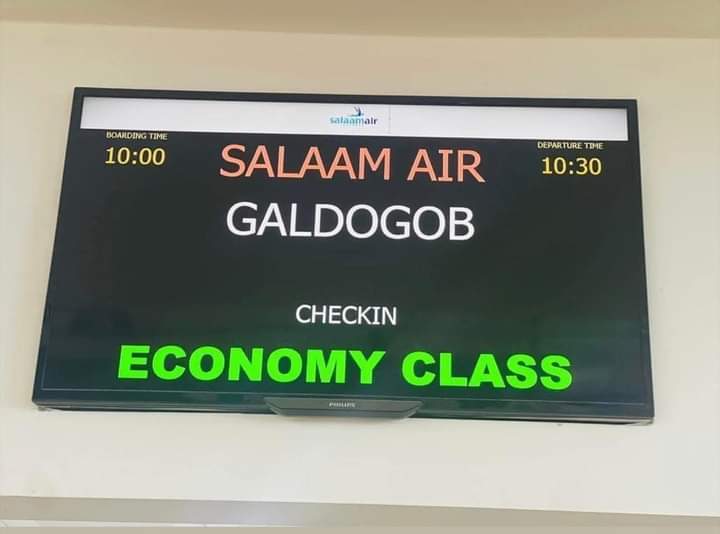 salaamair
BOARDING TIME
10:00
SALAAM AIR
DEPARTURE TIME
10:30
GALDOGOB
CHECKIN
ECONOMY CLASS
PHILIPS